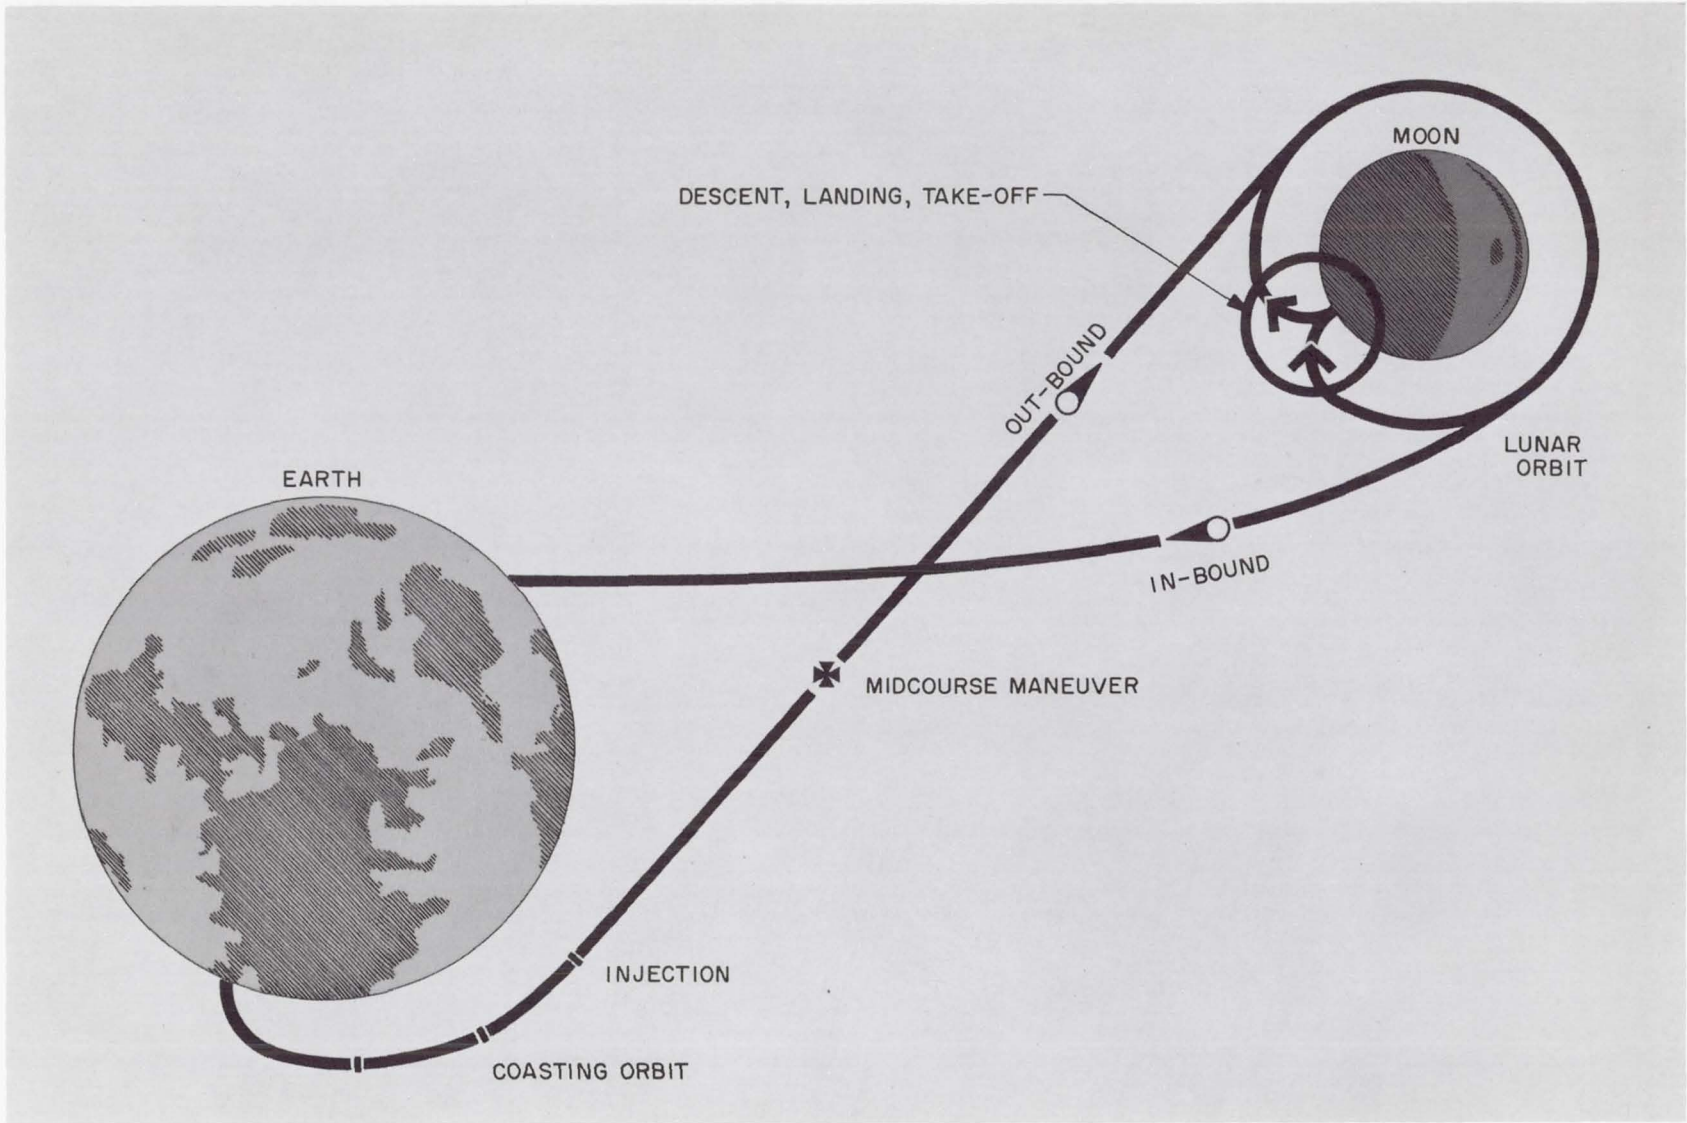 MOON
DESCENT, LANDING, TAKE-OFF
OUT-BOUND
LUNAR
ORBIT
EARTH
IN-BOUND
MIDCOURSE MANEUVER
INJECTION
COASTING ORBIT